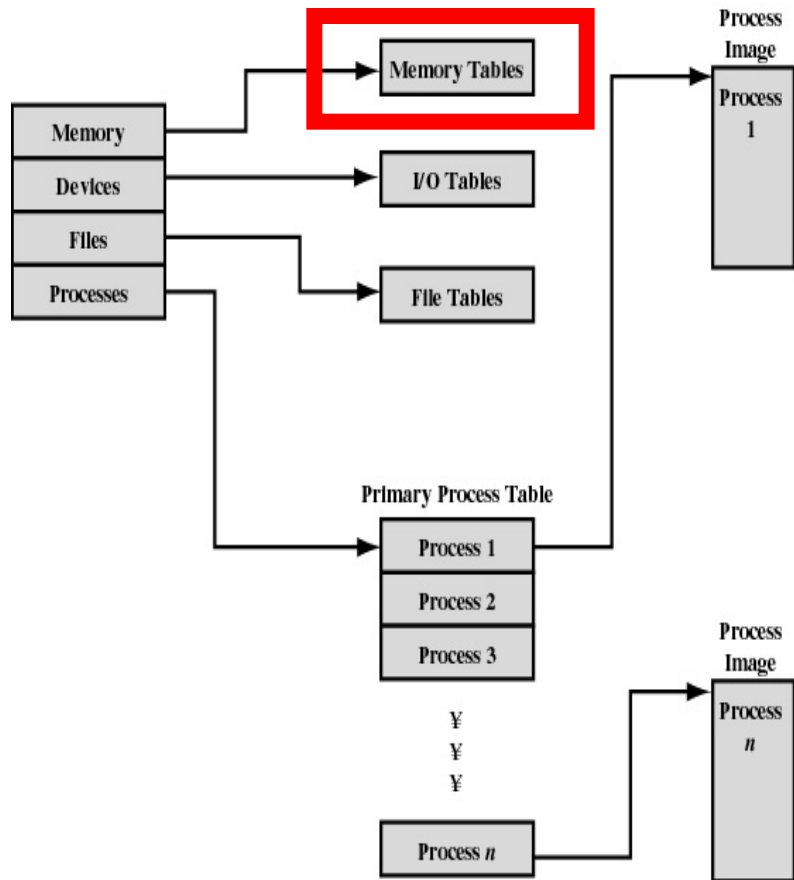 Process
Image
Memory Tables
Process
1
Memory
Devices
I/O Tables
Files
Processes
File Tables
Primary Process Table
Process 1
Process 2
Process 3
Process
Image
Process
n
¥
¥
¥
Process n